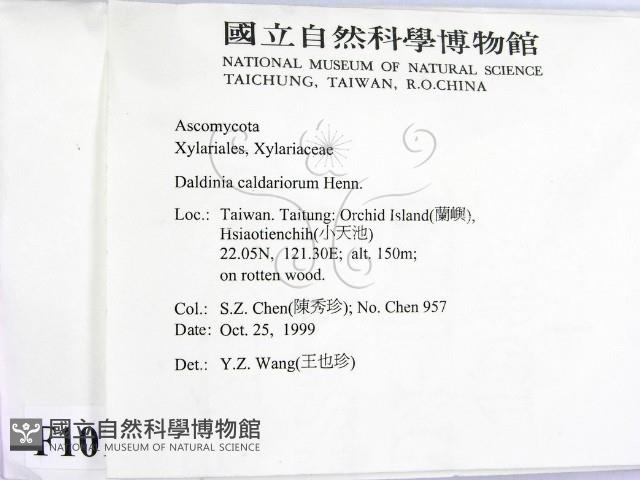 國立自然科學博物館
NATIONAL MUSEUM OF NATURAL SCIENCE
TAICHUNG, TAIWAN, R.O.CHINA
Ascomycota
Xylariales, Xylariaceae
Daldinia caldariorum Henn.
Loc.: Taiwan. Taitung: Orchid Island(蘭嶼),
Hsiaotienchih(小天池)
22.05N, 121.30E; alt. 150m;
on rotten wood.
Col.: S.Z. Chen(陳秀珍); No. Chen 957
Date: Oct. 25, 1999
Det.: Y.Z. Wang(王也珍)
F10
國立自然科學博物館
NATIONAL MUSEUM OF NATURAL SCIENCE